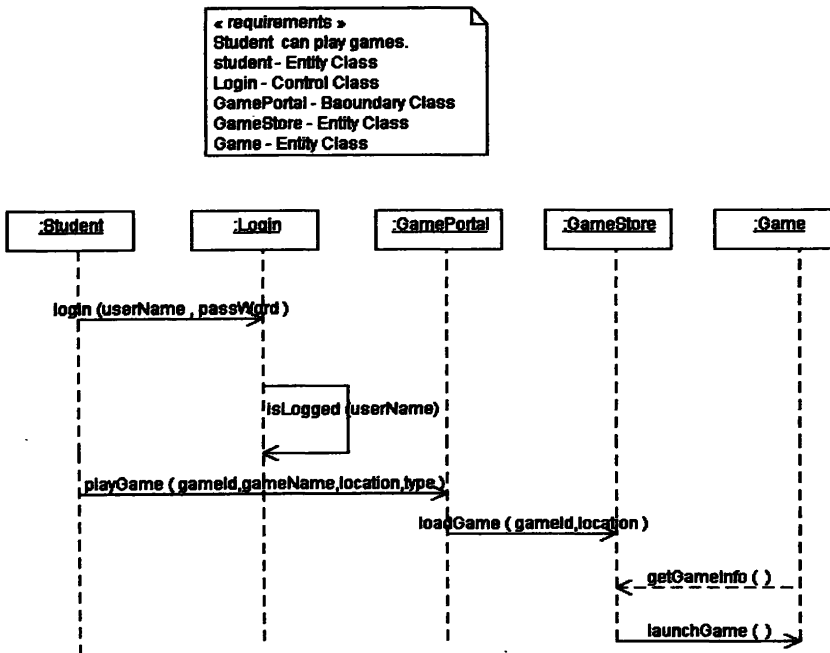 « requirements »
Student can play games.
student - Entity Class
Login - Control Class
GamePortal - Baoundary Class
GameStore - Entity Class
Game - Entity Class
:Student :Login :GamePortal :GameStore :Game
login (userName , passWord )
isLogged (userName)
playGame ( gameId,gameName,location,type )
loadGame ( gameId,location )
getGameInfo ( )
launchGame ( )